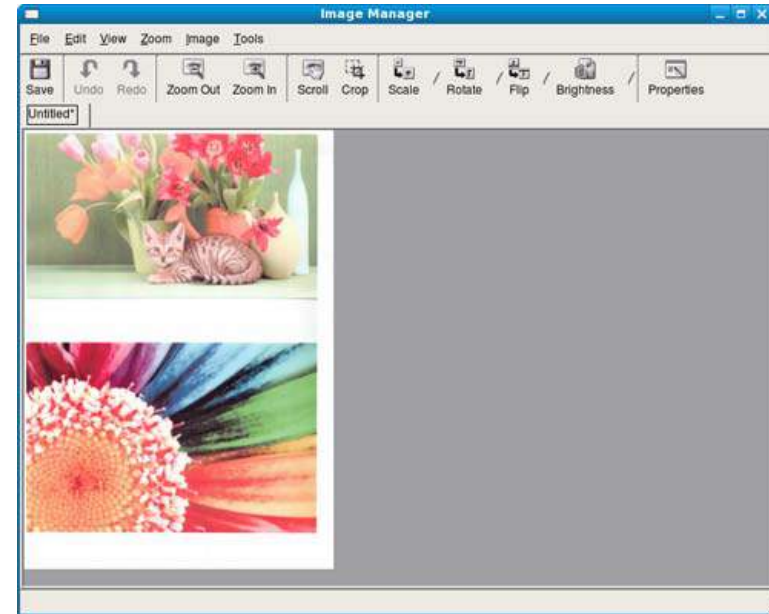 Image Manager
File Edit View Zoom Image Tools
Save Undo Redo Zoom Out Zoom In Scroll Crop Scale / Rotate / Flip / Brightness / Properties
Untitled*